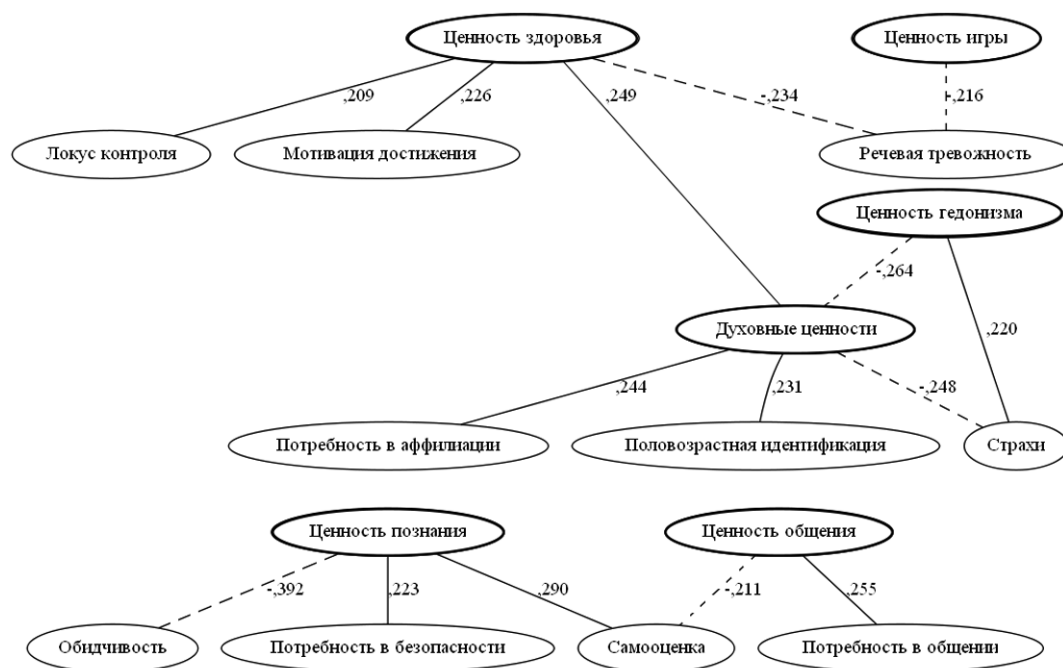 Ценность здоровья
Ценность игры
,209
,226
,249
-,234
-,216
Локус контроля
Мотивация достижения
Речевая тревожность
Ценность гедонизма
-,264
Духовные ценности
,220
,244
,231
-,248
Потребность в аффилиации
Половозрастная идентификация
Страхи
Ценность познания
Ценность общения
-,392
,223
,290
-,211
,255
Обидчивость
Потребность в безопасности
Самооценка
Потребность в общении